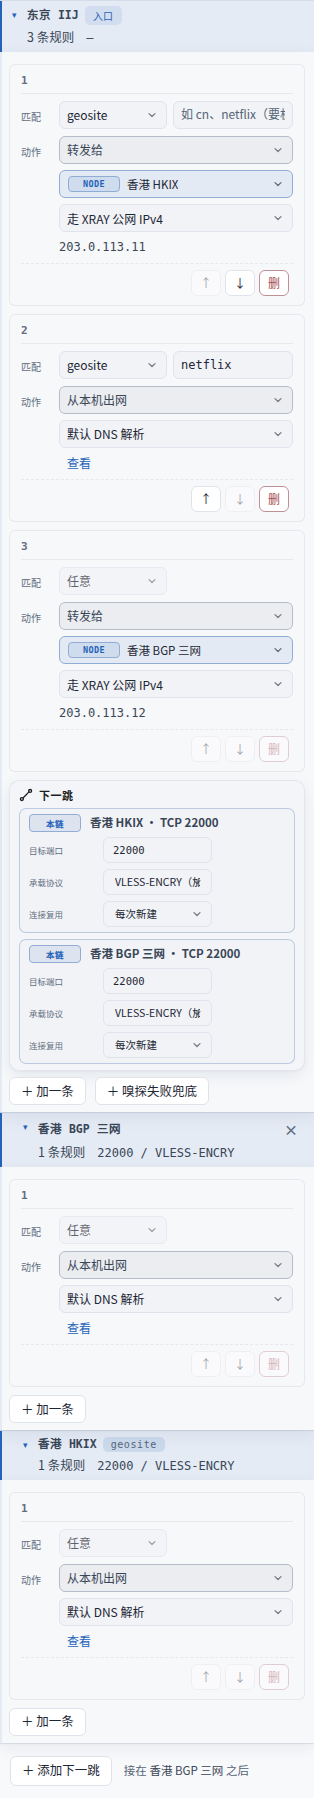 东京 IIJ 入口
3 条规则 —
1
匹配 geosite 如 cn、netflix（要
动作 转发给
NODE 香港 HKIX
走 XRAY 公网 IPv4
203.0.113.11
↑ ↓ 删
2
匹配 geosite netflix
动作 从本机出网
默认 DNS 解析
查看
↑ ↓ 删
3
匹配 任意
动作 转发给
NODE 香港 BGP 三网
走 XRAY 公网 IPv4
203.0.113.12
↑ ↓ 删
下一跳
本链 香港 HKIX · TCP 22000
目标端口 22000
承载协议 VLESS-ENCRY（
连接复用 每次新建
本链 香港 BGP 三网 · TCP 22000
目标端口 22000
承载协议 VLESS-ENCRY（
连接复用 每次新建
＋ 加一条 ＋ 嗅探失败兜底
香港 BGP 三网 ×
1 条规则 22000 / VLESS-ENCRY
1
匹配 任意
动作 从本机出网
默认 DNS 解析
查看
↑ ↓ 删
＋ 加一条
香港 HKIX geosite
1 条规则 22000 / VLESS-ENCRY
1
匹配 任意
动作 从本机出网
默认 DNS 解析
查看
↑ ↓ 删
＋ 加一条
＋ 添加下一跳 接在 香港 BGP 三网 之后